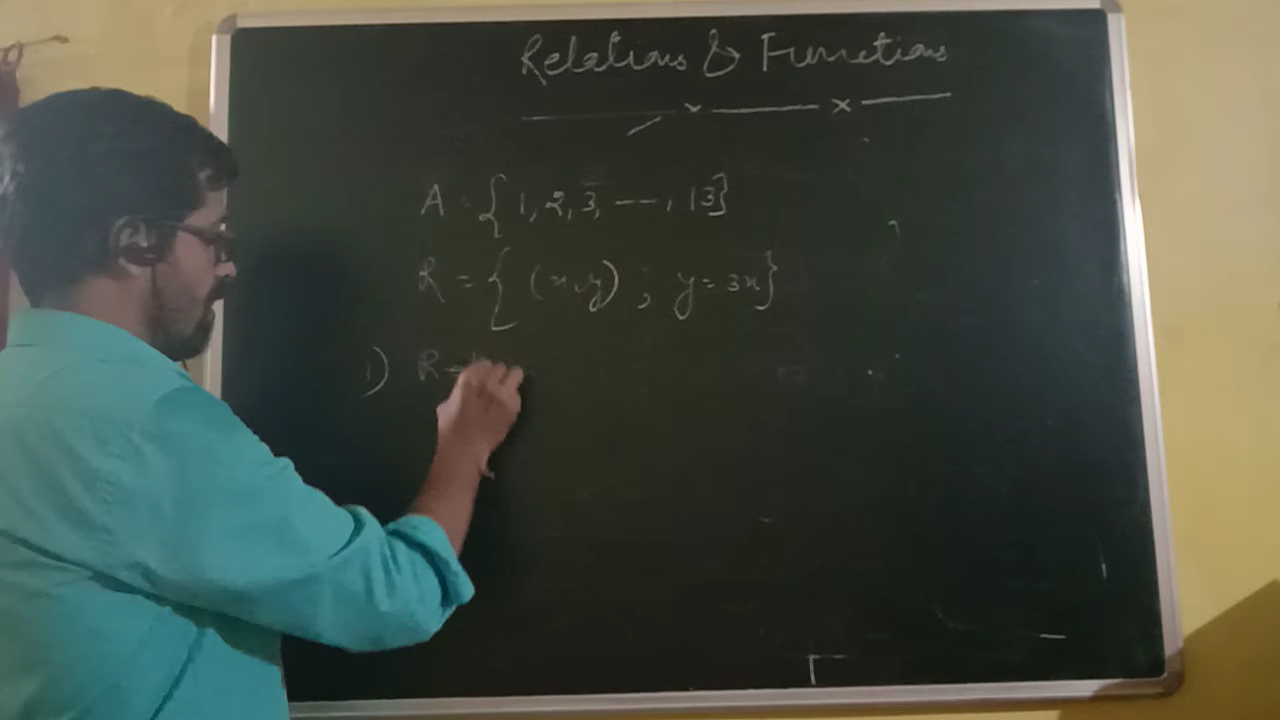 Relations & Functions
A = { 1, 2, 3, ---, 13}
R = { (x,y) ; y = 3x}
1) R